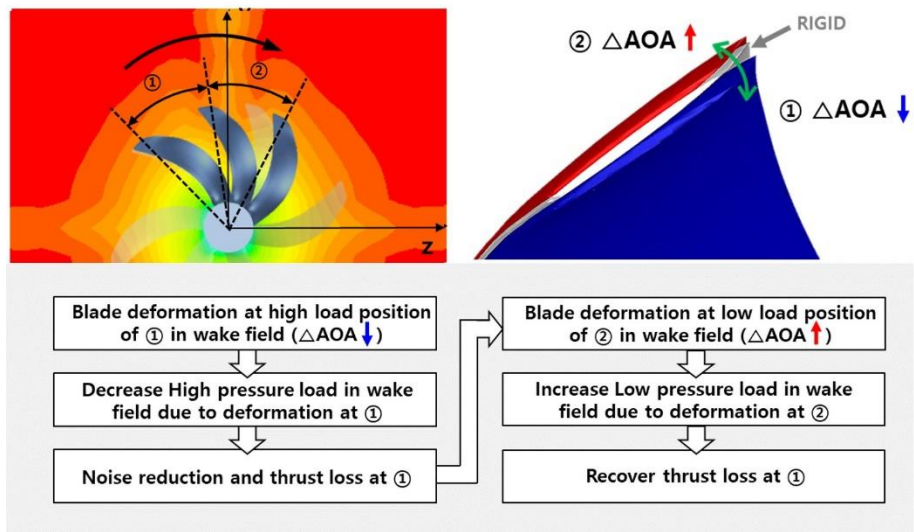 y
①
②
z
② △AOA ↑
RIGID
① △AOA ↓
Blade deformation at high load position
of ① in wake field (△AOA ↓)
Decrease High pressure load in wake
field due to deformation at ①
Noise reduction and thrust loss at ①
Blade deformation at low load position
of ② in wake field (△AOA ↑)
Increase Low pressure load in wake
field due to deformation at ②
Recover thrust loss at ①